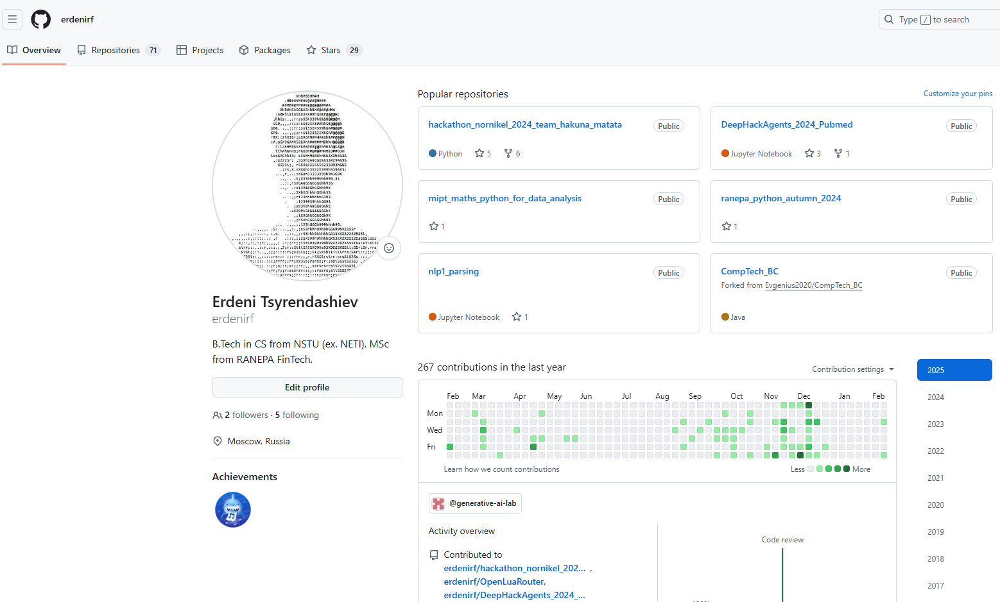 erdenirf
Type / to search
Overview
Repositories 71
Projects
Packages
Stars 29
Erdeni Tsyrendashiev
erdenirf
B.Tech in CS from NSTU (ex. NETI). MSc
from RANEPA FinTech.
Edit profile
2 followers · 5 following
Moscow, Russia
Achievements
Popular repositories
Customize your pins
hackathon_nornikel_2024_team_hakuna_matata
Public
Python 5 6
DeepHackAgents_2024_Pubmed
Public
Jupyter Notebook 3 1
mipt_maths_python_for_data_analysis
Public
1
ranepa_python_autumn_2024
Public
1
nlp1_parsing
Public
Jupyter Notebook 1
CompTech_BC
Public
Forked from Evgenius2020/CompTech_BC
Java
267 contributions in the last year
Contribution settings
Feb Mar Apr May Jun Jul Aug Sep Oct Nov Dec Jan Feb
Mon
Wed
Fri
Learn how we count contributions
Less More
@generative-ai-lab
Activity overview
Contributed to
erdenirf/hackathon_nornikel_202... ,
erdenirf/OpenLuaRouter,
erdenirf/DeepHackAgents_2024_...
Code review
2025
2024
2023
2022
2021
2020
2019
2018
2017